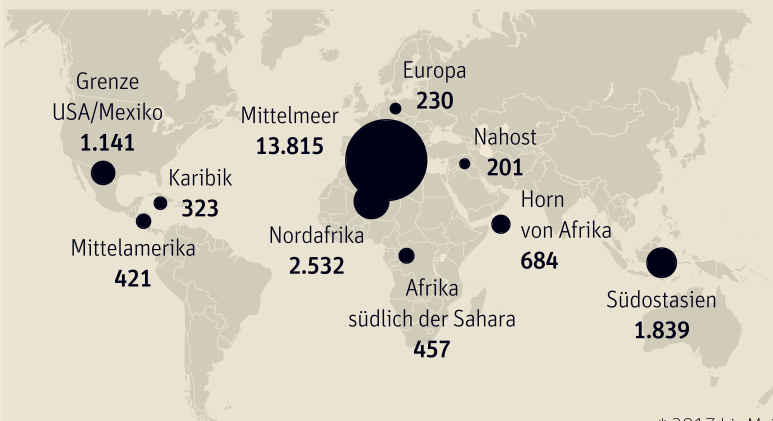 Europa
230
Grenze
USA/Mexiko
1.141
Mittelmeer
13.815
Nahost
201
Karibik
323
Horn
von Afrika
684
Nordafrika
2.532
Mittelamerika
421
Afrika
südlich der Sahara
457
Südostasien
1.839